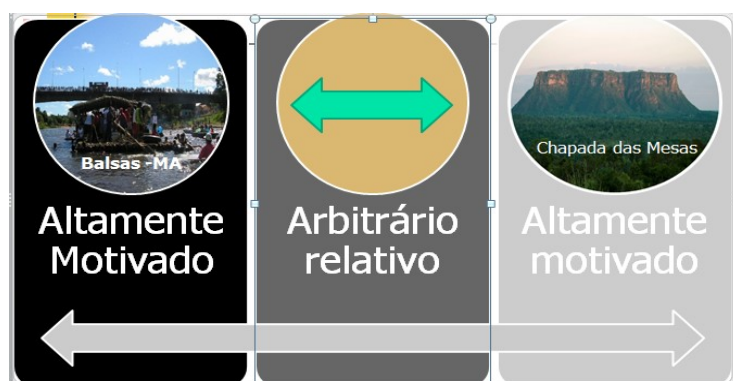 Balsas -MA
Altamente
Motivado
Arbitrário
relativo
Chapada das Mesas
Altamente
motivado